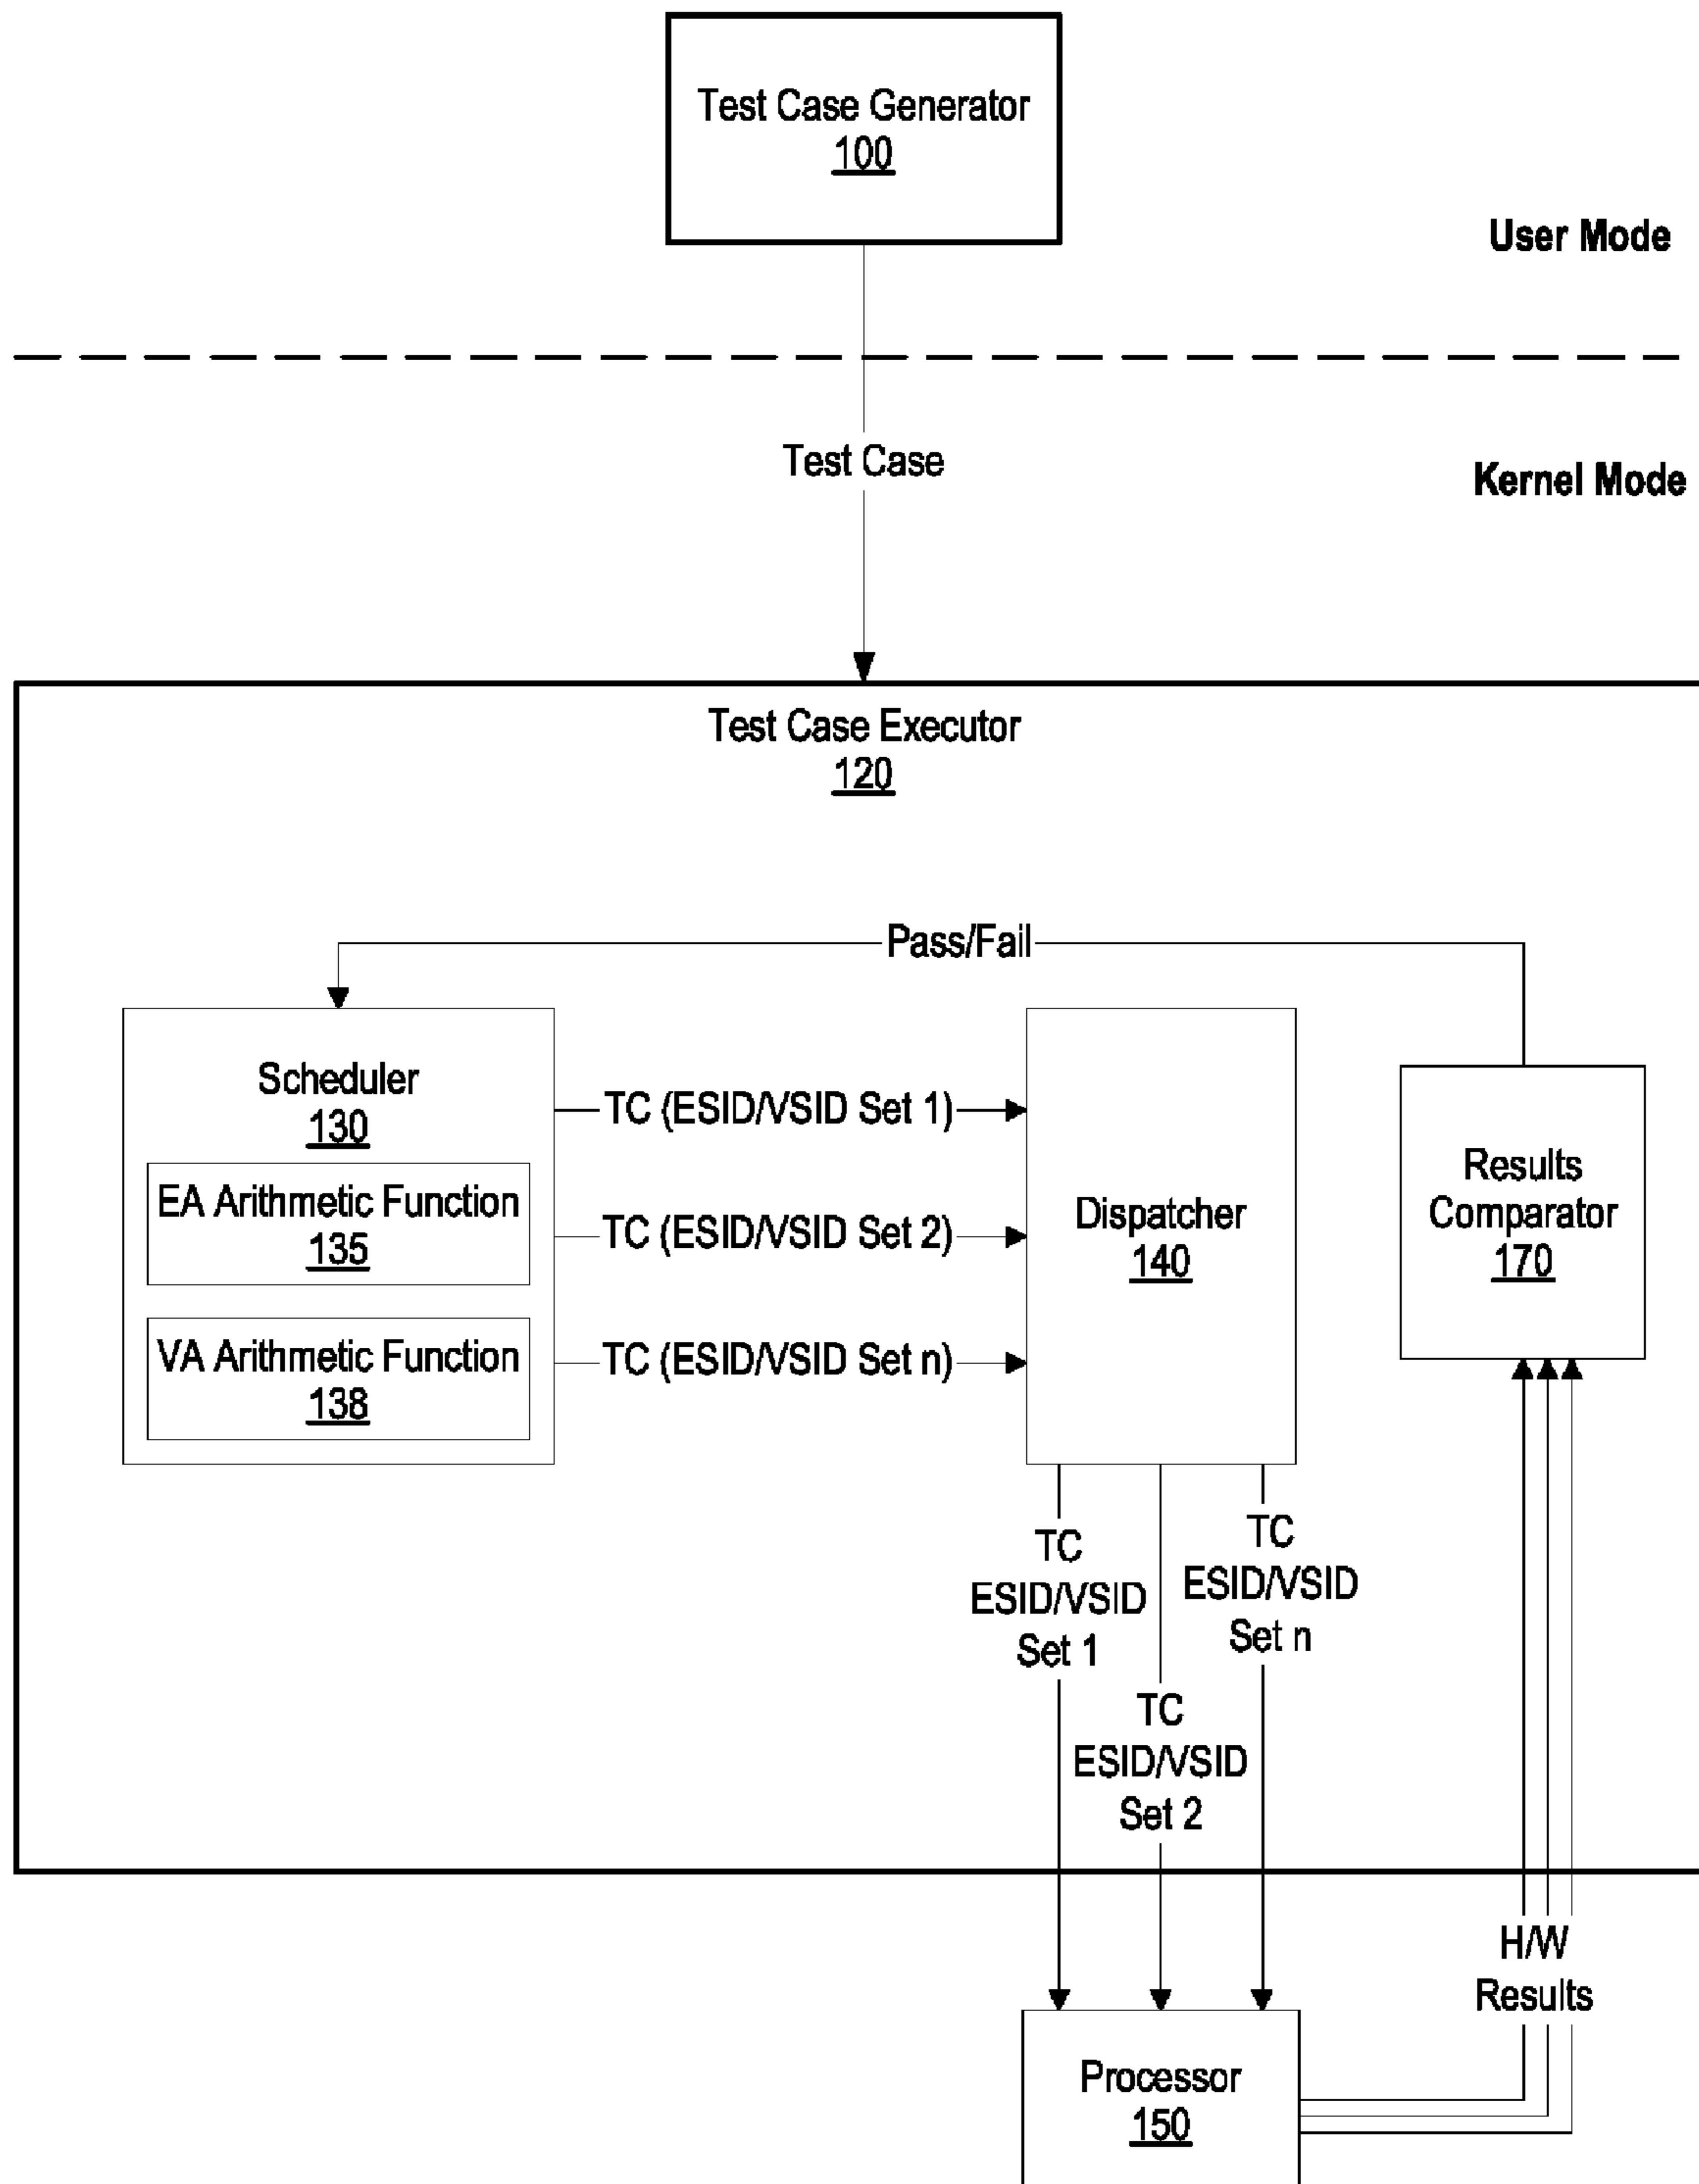 Test Case Generator
100
User Mode
Test Case
Kernel Mode
Test Case Executor
120
Pass/Fail
Scheduler
130
EA Arithmetic Function
135
VA Arithmetic Function
138
TC (ESID/VSID Set 1)
TC (ESID/VSID Set 2)
TC (ESID/VSID Set n)
Dispatcher
140
Results
Comparator
170
TC
ESID/VSID
Set 1
TC
ESID/VSID
Set 2
TC
ESID/VSID
Set n
H/W
Results
Processor
150